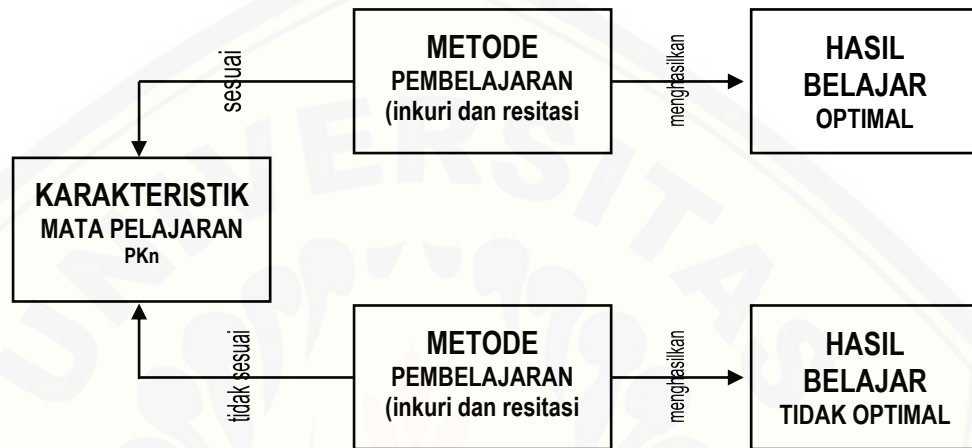 METODE
PEMBELAJARAN
(inkuri dan resitasi
sesuai
menghasilkan
HASIL
BELAJAR
OPTIMAL
KARAKTERISTIK
MATA PELAJARAN
PKn
METODE
PEMBELAJARAN
(inkuri dan resitasi
tidak sesuai
menghasilkan
HASIL
BELAJAR
TIDAK OPTIMAL
UNIVERSITAS